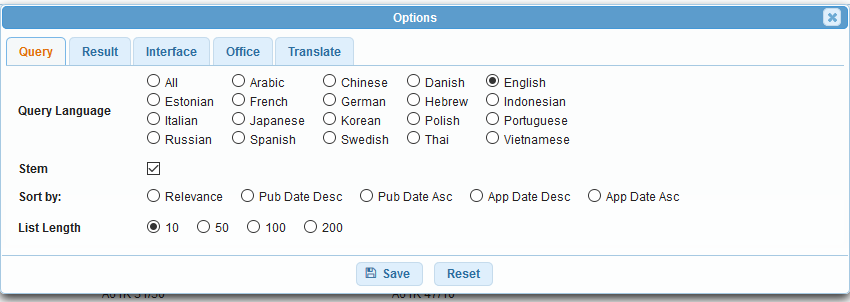 Options
Query Result Interface Office Translate
All Arabic Chinese Danish English
Query Language
Estonian French German Hebrew Indonesian
Italian Japanese Korean Polish Portuguese
Russian Spanish Swedish Thai Vietnamese
Stem
Sort by: Relevance Pub Date Desc Pub Date Asc App Date Desc App Date Asc
List Length 10 50 100 200
Save Reset